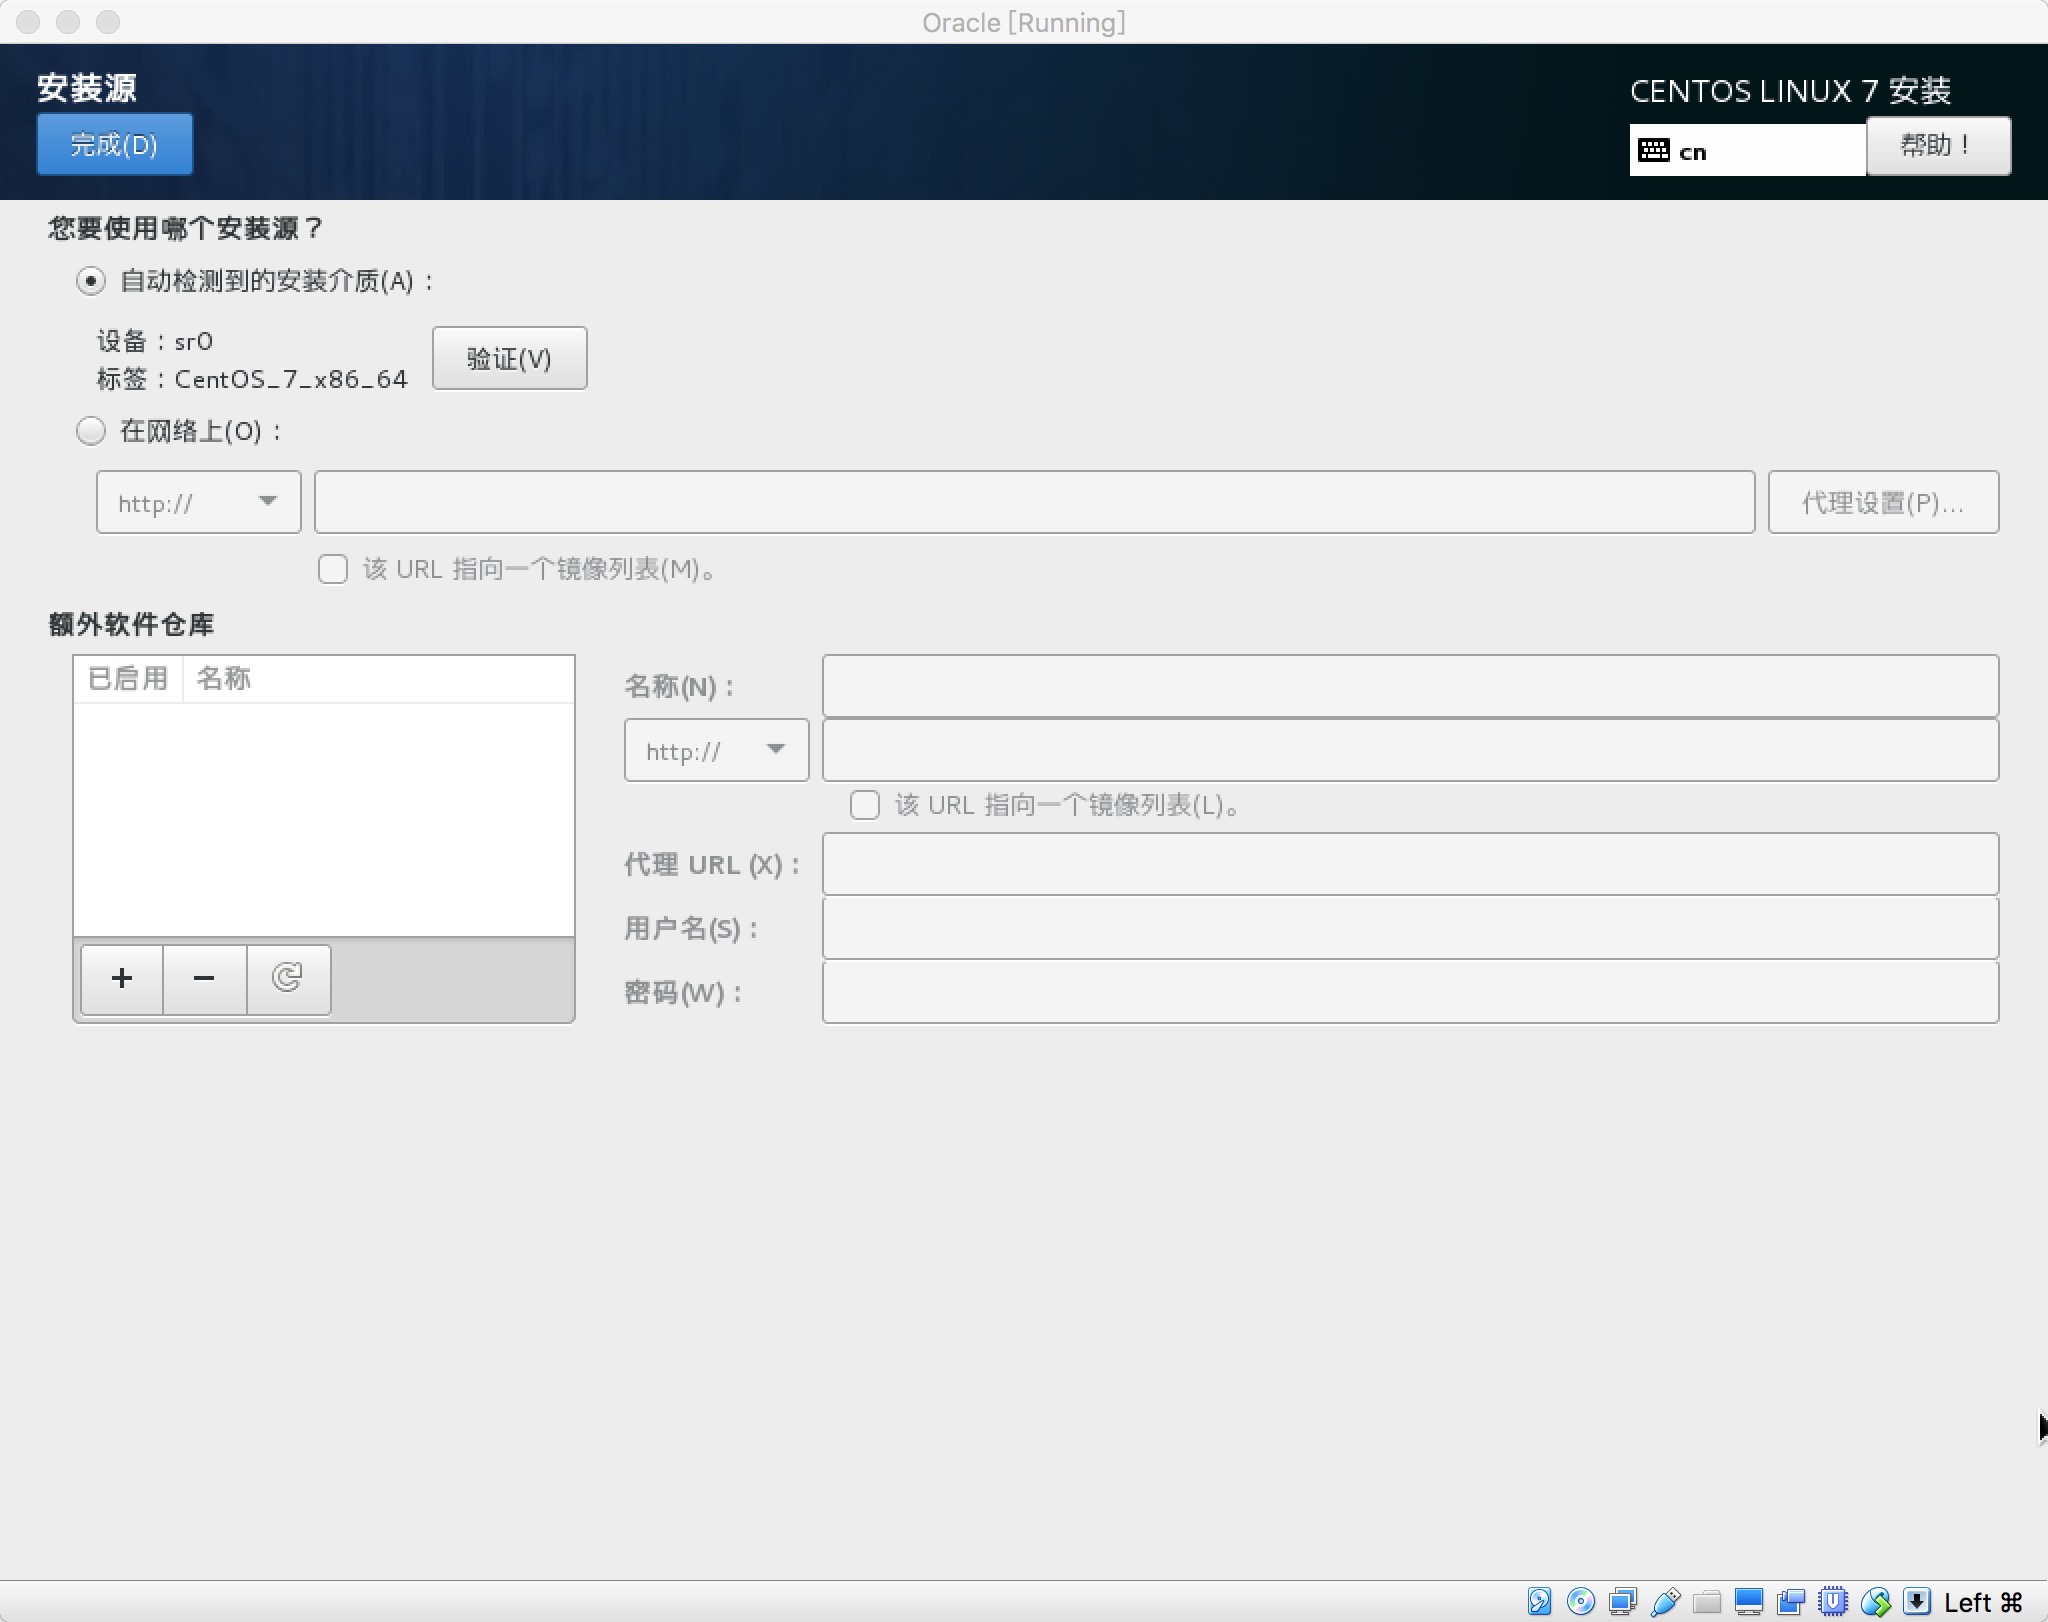 Oracle [Running]
安装源
CENTOS LINUX 7 安装
完成(D)
cn
帮助！
您要使用哪个安装源？
自动检测到的安装介质(A)：
设备：sr0
标签：CentOS_7_x86_64
验证(V)
在网络上(O)：
http://
代理设置(P)...
该 URL 指向一个镜像列表(M)。
额外软件仓库
已启用 名称
名称(N)：
http://
该 URL 指向一个镜像列表(L)。
代理 URL (X)：
用户名(S)：
密码(W)：
Left ⌘